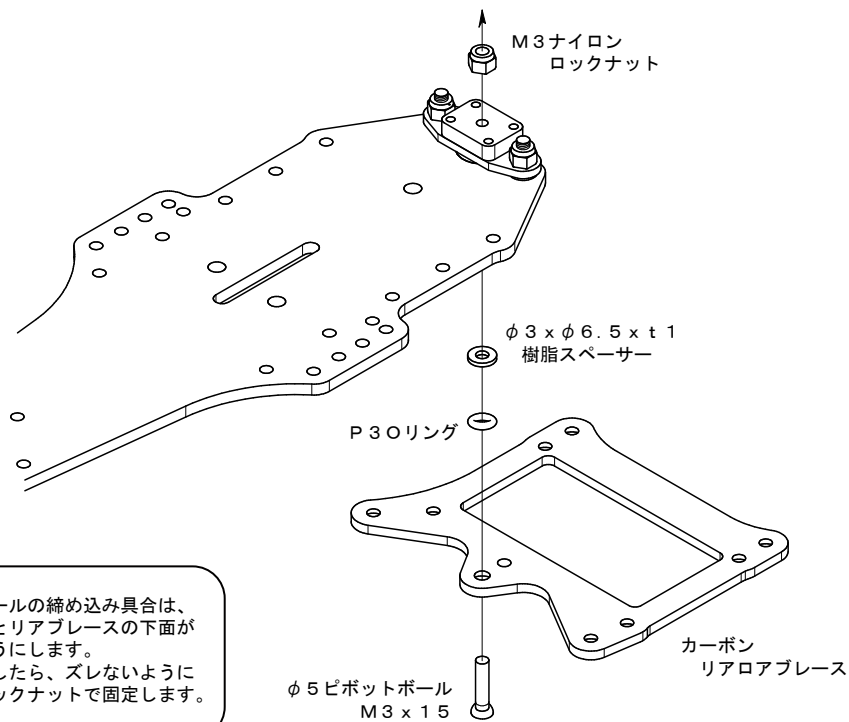 M3ナイロン
ロックナット
φ3xφ6.5xt1
樹脂スペーサー
P3Oリング
ールの締め込み具合は、
とリアブレースの下面が
うにします。
したら、ズレないように
ックナットで固定します。
カーボン
リアロアブレース
φ5ピボットボール
M3x15